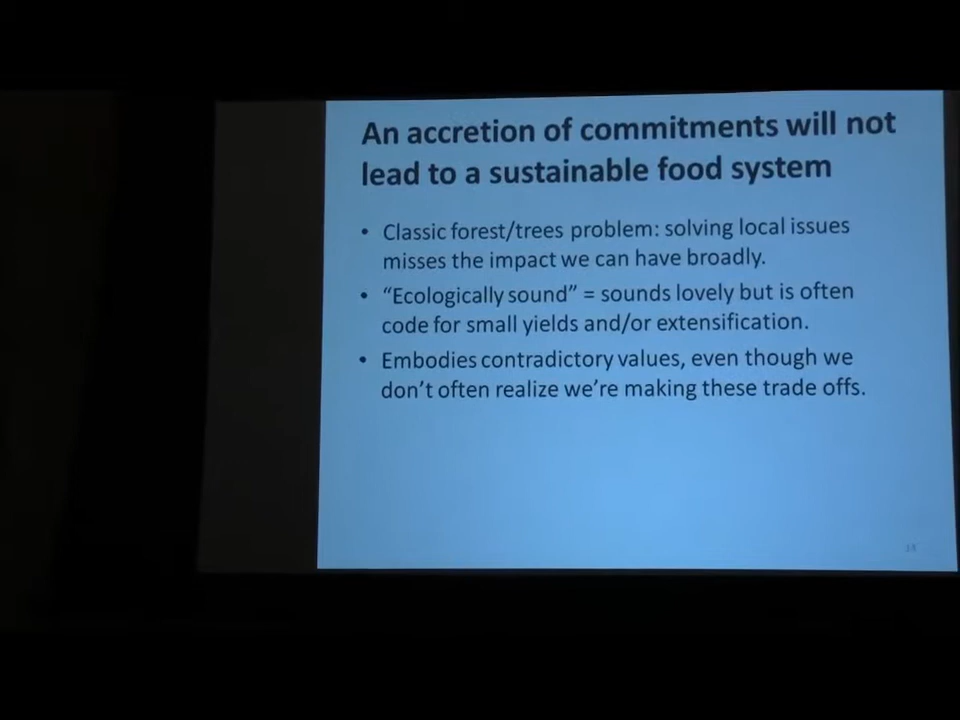 An accretion of commitments will not
lead to a sustainable food system
• Classic forest/trees problem: solving local issues
misses the impact we can have broadly.
• “Ecologically sound” = sounds lovely but is often
code for small yields and/or extensification.
• Embodies contradictory values, even though we
don’t often realize we’re making these trade offs.